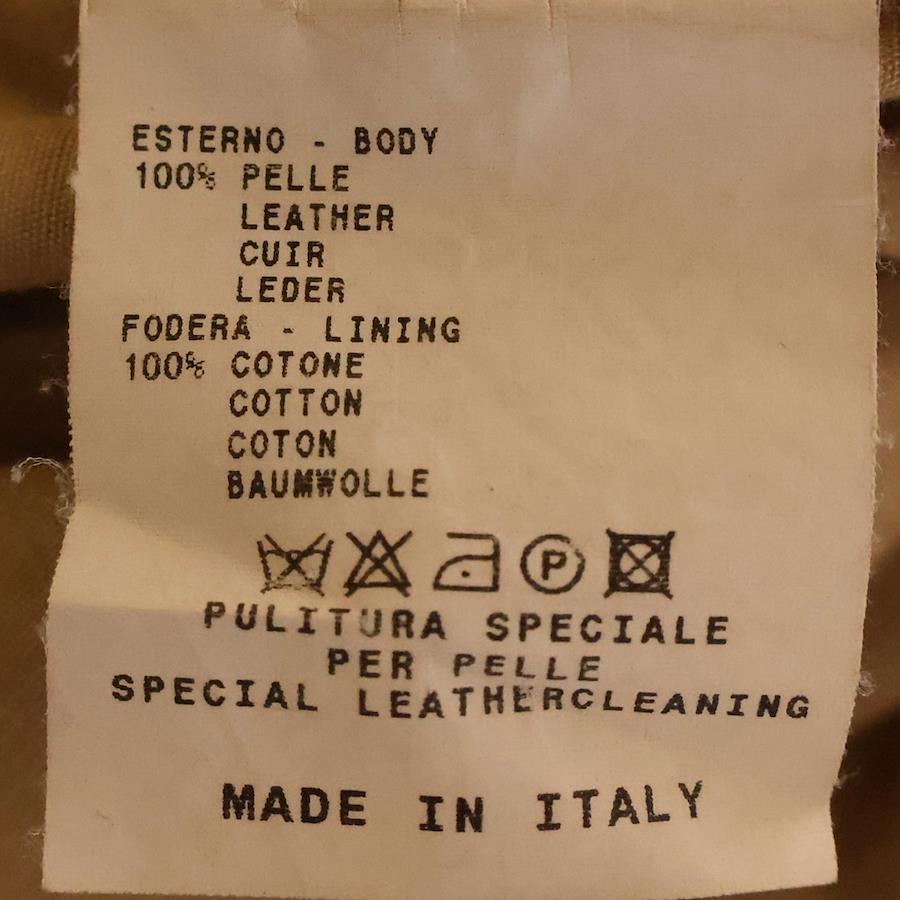 ESTERNO - BODY
100% PELLE
LEATHER
CUIR
LEDER
FODERA - LINING
100% COTONE
COTTON
COTON
BAUMWOLLE
P
PULITURA SPECIALE
PER PELLE
SPECIAL LEATHERCLEANING
MADE IN ITALY